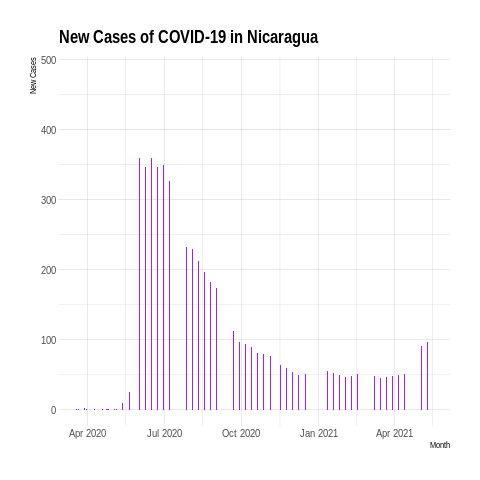 New Cases of COVID-19 in Nicaragua
New Cases
500
400
300
200
100
0
Apr 2020
Jul 2020
Oct 2020
Jan 2021
Apr 2021
Month